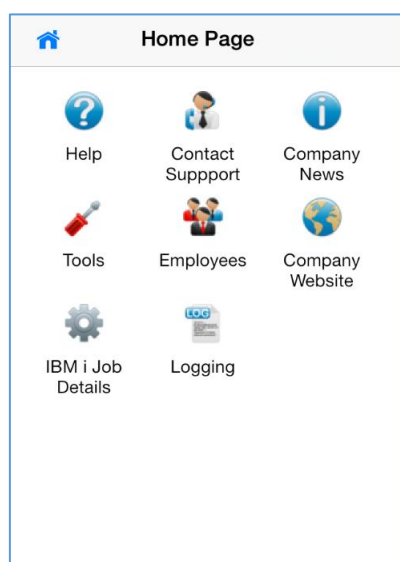 Home Page
Help
Contact
Suppport
Company
News
Tools
Employees
Company
Website
LOG
IBM i Job
Details
Logging